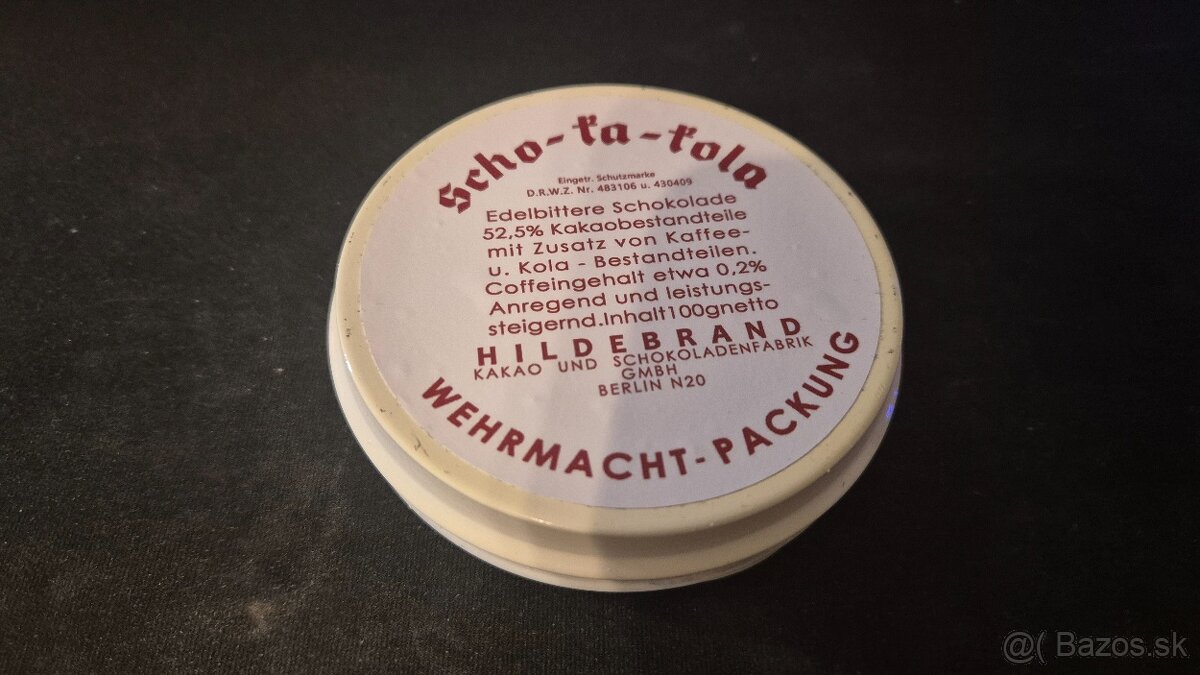 Scho-ka-kola
Eingetr. Schutzmarke
D.R.W.Z. Nr. 483106 u. 430409
Edelbittere Schokolade
52,5% Kakaobestandteile
mit Zusatz von Kaffee-
u. Kola - Bestandteilen.
Coffeingehalt etwa 0,2%
Anregend und leistungs-
steigernd.Inhalt100gnetto
HILDEBRAND
KAKAO UND SCHOKOLADENFABRIK
GMBH
BERLIN N20
WEHRMACHT-PACKUNG
@( Bazos.sk